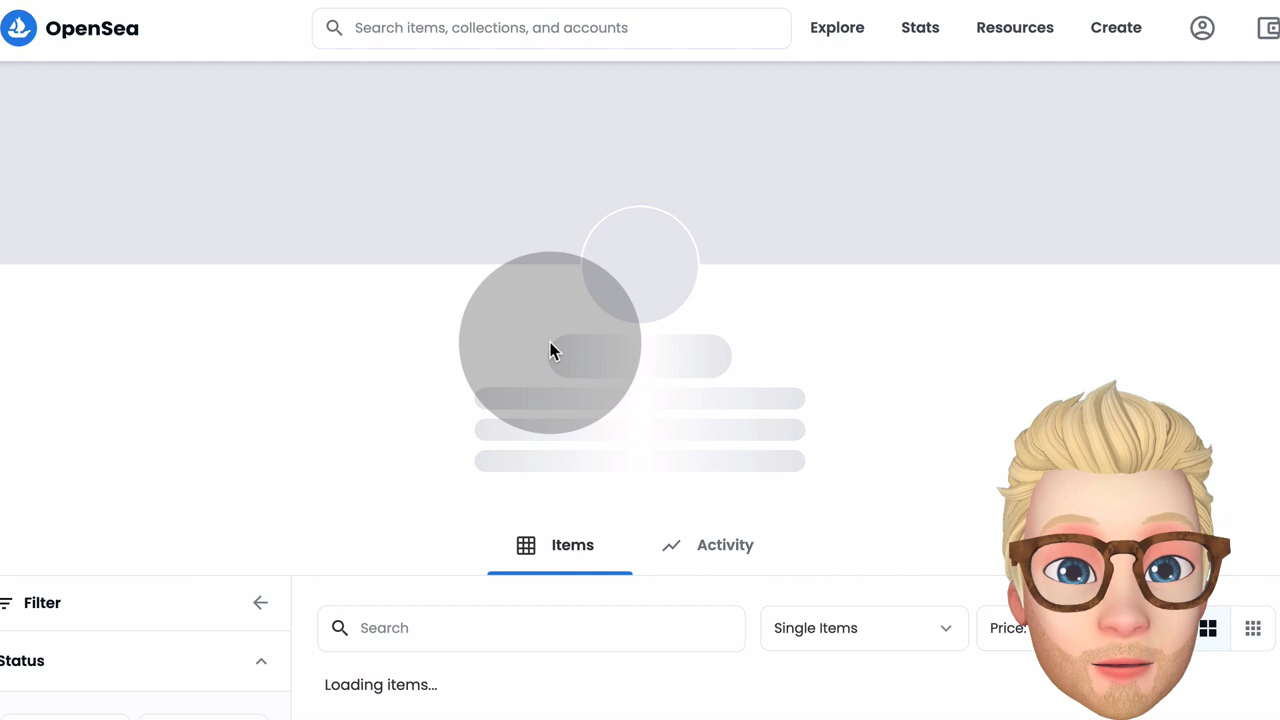 OpenSea
Search items, collections, and accounts
Explore
Stats
Resources
Create
Items
Activity
Filter
Search
Single Items
Price:
Status
Loading items...